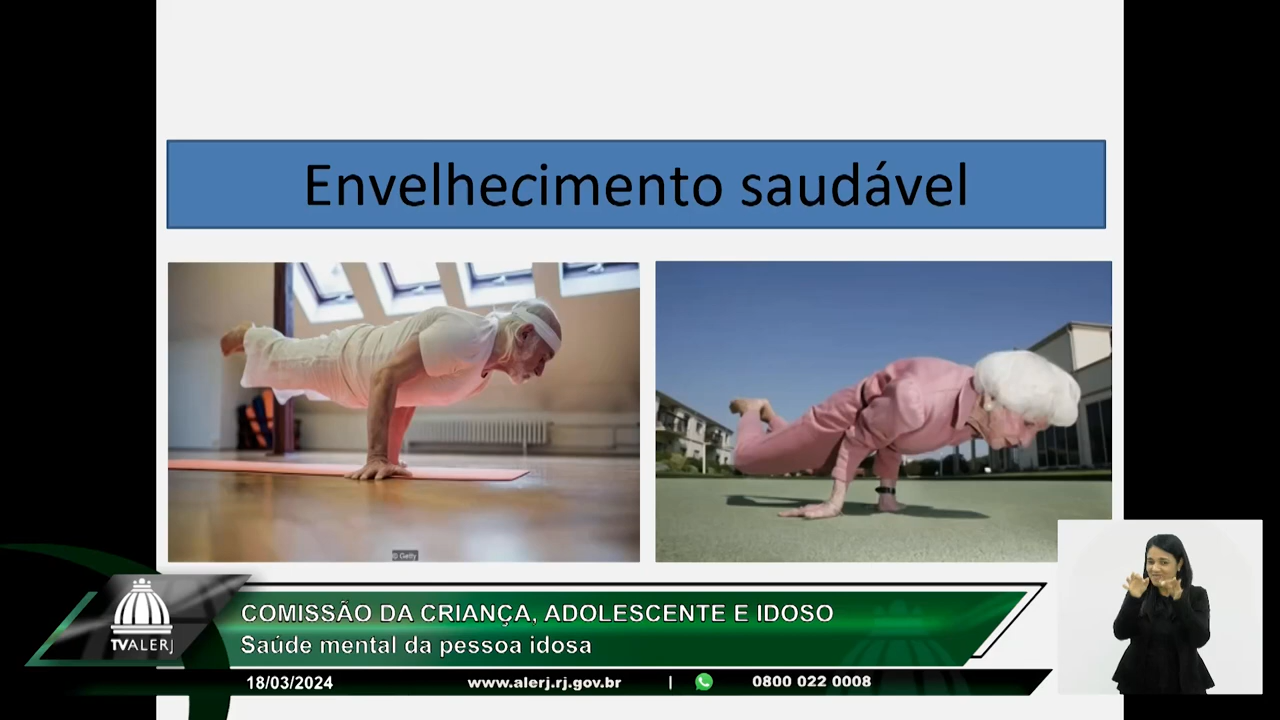 Envelhecimento saudável
© Getty
COMISSÃO DA CRIANÇA, ADOLESCENTE E IDOSO
Saúde mental da pessoa idosa
TVALERJ
18/03/2024 www.alerj.rj.gov.br | 0800 022 0008